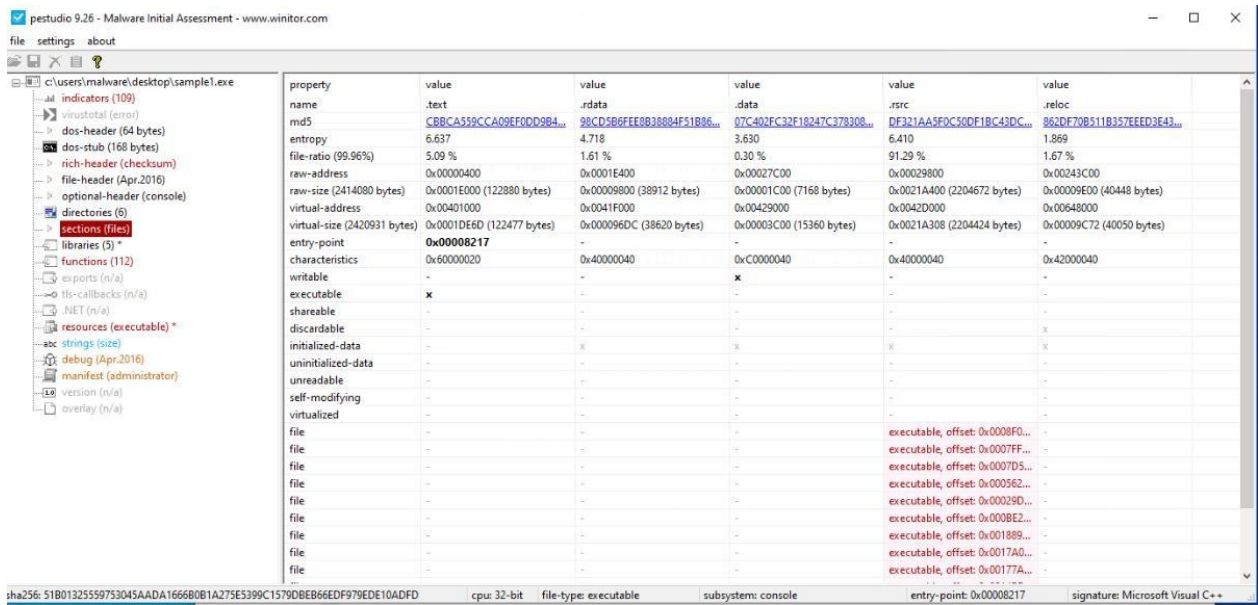 pestudio 9.26 - Malware Initial Assessment - www.winitor.com
file settings about
c:\users\malware\desktop\sample1.exe
indicators (109)
virustotal (error)
dos-header (64 bytes)
dos-stub (168 bytes)
rich-header (checksum)
file-header (Apr.2016)
optional-header (console)
directories (6)
sections (files)
libraries (5) *
functions (112)
exports (n/a)
tls-callbacks (n/a)
.NET (n/a)
resources (executable) *
abc strings (size)
debug (Apr.2016)
manifest (administrator)
1.0 version (n/a)
overlay (n/a)
property value value value value value
name .text .rdata .data .rsrc .reloc
md5 CBBCA559CCA09EF0DD9B4... 98CD5B6FEE8B38884F51B86... 07C402FC32F18247C378308... DF321AA5F0C50DF1BC43DC... 862DF70B511B357EEED3E43...
entropy 6.637 4.718 3.630 6.410 1.869
file-ratio (99.96%) 5.09 % 1.61 % 0.30 % 91.29 % 1.67 %
raw-address 0x00000400 0x0001E400 0x00027C00 0x00029800 0x00243C00
raw-size (2414080 bytes) 0x0001E000 (122880 bytes) 0x00009800 (38912 bytes) 0x00001C00 (7168 bytes) 0x0021A400 (2204672 bytes) 0x00009E00 (40448 bytes)
virtual-address 0x00401000 0x0041F000 0x00429000 0x0042D000 0x00648000
virtual-size (2420931 bytes) 0x0001DE6D (122477 bytes) 0x000096DC (38620 bytes) 0x00003C00 (15360 bytes) 0x0021A308 (2204424 bytes) 0x00009C72 (40050 bytes)
entry-point 0x00008217 - - - -
characteristics 0x60000020 0x40000040 0xC0000040 0x40000040 0x42000040
writable - - x - -
executable x - - - -
shareable - - - - -
discardable - - - - x
initialized-data - x x x x
uninitialized-data - - - - -
unreadable - - - - -
self-modifying - - - - -
virtualized - - - - -
file - - - executable, offset: 0x0008F0... -
file - - - executable, offset: 0x0007FF... -
file - - - executable, offset: 0x0007D5... -
file - - - executable, offset: 0x000562... -
file - - - executable, offset: 0x00029D... -
file - - - executable, offset: 0x000BE2... -
file - - - executable, offset: 0x001889... -
file - - - executable, offset: 0x0017A0... -
file - - - executable, offset: 0x00177A... -
cpu: 32-bit file-type: executable subsystem: console entry-point: 0x00008217 signature: Microsoft Visual C++